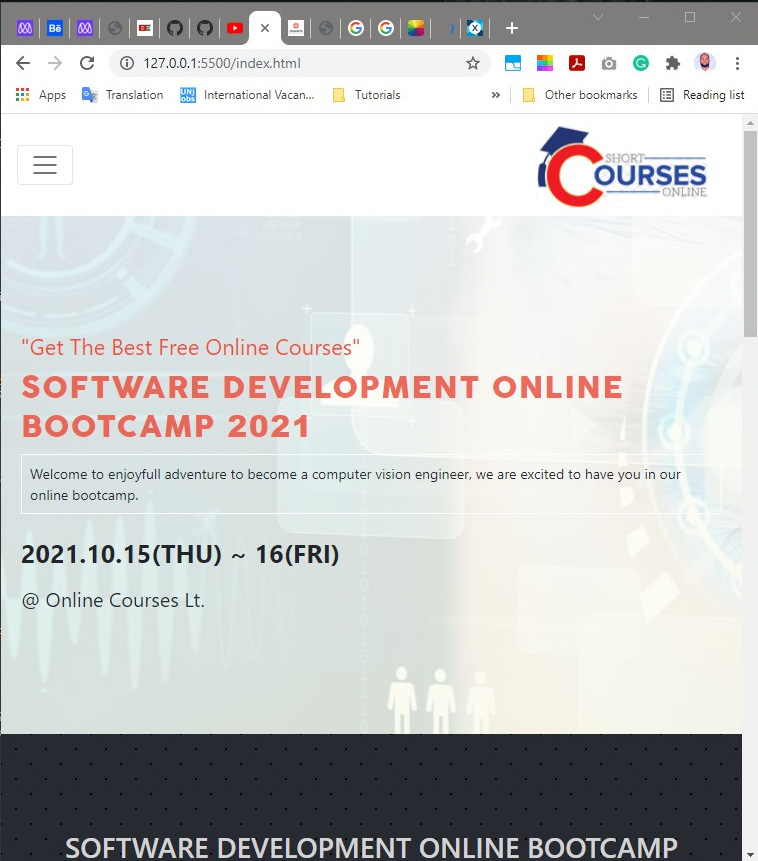 Bē
BE
127.0.0.1:5500/index.html
Apps
Translation
UNJobs
International Vacan...
Tutorials
»
Other bookmarks
Reading list
SHORT
COURSES
ONLINE
"Get The Best Free Online Courses"
SOFTWARE DEVELOPMENT ONLINE
BOOTCAMP 2021
Welcome to enjoyfull adventure to become a computer vision engineer, we are excited to have you in our
online bootcamp.
2021.10.15(THU) ~ 16(FRI)
@ Online Courses Lt.
SOFTWARE DEVELOPMENT ONLINE BOOTCAMP